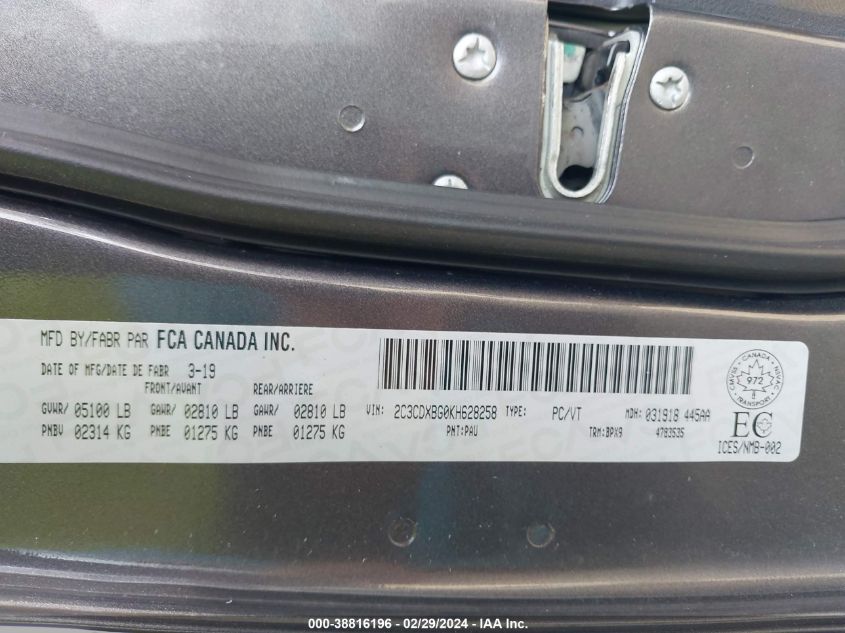 MFD BY/FABR PAR FCA CANADA INC.
DATE OF MFG/DATE DE FABR 3-19
FRONT/AVANT REAR/ARRIERE
GVWR/ 05100 LB GAWR/ 02810 LB GAWR/ 02810 LB
PNBV 02314 KG PNBE 01275 KG PNBE 01275 KG
VIN: 2C3CDXBG0KH628258 TYPE: PC/VT MDH: 031918 445AA
PNT:PAU TRM:BPX9 4783535
CANADA
CMVSS NSVAC
972
TRANSPORT
EC
ICES/NMB-002
000-38816196 - 02/29/2024 - IAA Inc.